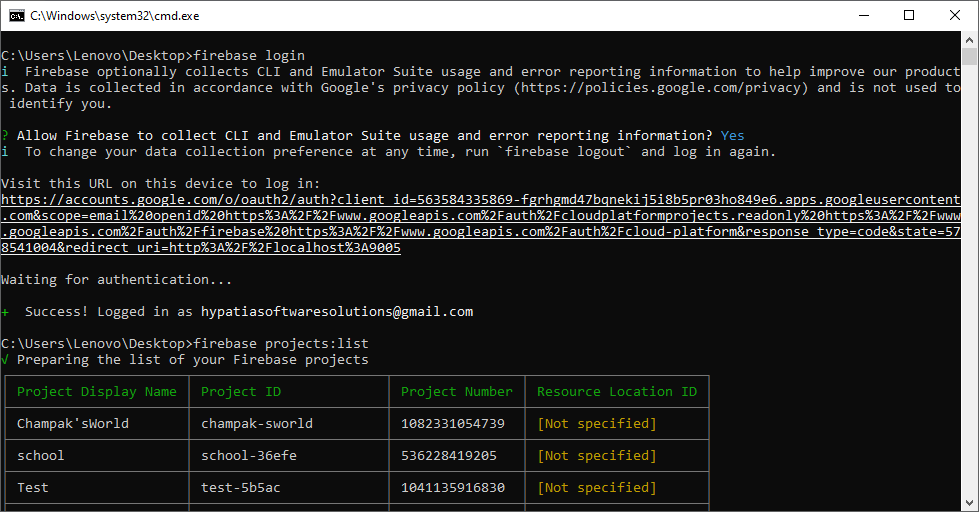 C:\Windows\system32\cmd.exe
C:\Users\Lenovo\Desktop>firebase login
i  Firebase optionally collects CLI and Emulator Suite usage and error reporting information to help improve our product
s. Data is collected in accordance with Google's privacy policy (https://policies.google.com/privacy) and is not used to
 identify you.
? Allow Firebase to collect CLI and Emulator Suite usage and error reporting information? Yes
i  To change your data collection preference at any time, run `firebase logout` and log in again.
Visit this URL on this device to log in:
https://accounts.google.com/o/oauth2/auth?client_id=563584335869-fgrhgmd47bqnekij5i8b5pr03ho849e6.apps.googleusercontent
.com&scope=email%20openid%20https%3A%2F%2Fwww.googleapis.com%2Fauth%2Fcloudplatformprojects.readonly%20https%3A%2F%2Fwww
.googleapis.com%2Fauth%2Ffirebase%20https%3A%2F%2Fwww.googleapis.com%2Fauth%2Fcloud-platform&response_type=code&state=57
8541004&redirect_uri=http%3A%2F%2Flocalhost%3A9005
Waiting for authentication...
+  Success! Logged in as hypatiasoftwaresolutions@gmail.com
C:\Users\Lenovo\Desktop>firebase projects:list
√ Preparing the list of your Firebase projects
Project Display Name Project ID Project Number Resource Location ID
Champak'sWorld champak-sworld 1082331054739 [Not specified]
school school-36efe 536228419205 [Not specified]
Test test-5b5ac 1041135916830 [Not specified]